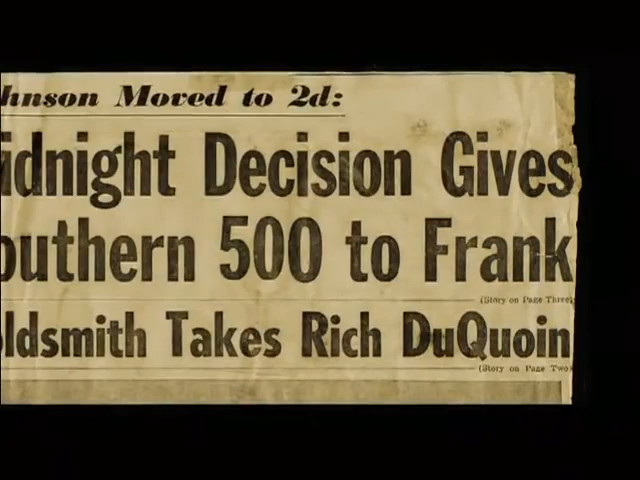 hnson Moved to 2d:
idnight Decision Gives
outhern 500 to Frank
(Story on Page Three)
ldsmith Takes Rich DuQuoin
(Story on Page Two)